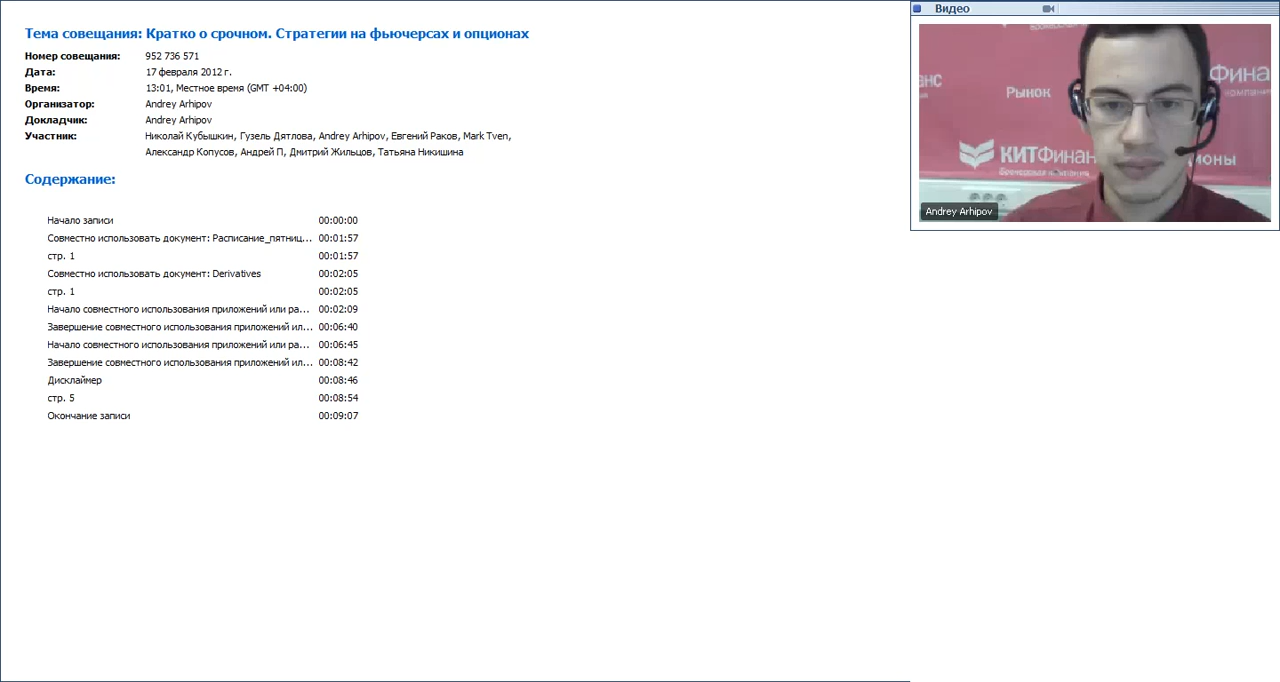 Тема совещания: Кратко о срочном. Стратегии на фьючерсах и опционах
Номер совещания: 952 736 571
Дата: 17 февраля 2012 г.
Время: 13:01, Местное время (GMT +04:00)
Организатор: Andrey Arhipov
Докладчик: Andrey Arhipov
Участник: Николай Кубышкин, Гузель Дятлова, Andrey Arhipov, Евгений Раков, Mark Tven,
Александр Копусов, Андрей П, Дмитрий Жильцов, Татьяна Никишина
Содержание:
Начало записи 00:00:00
Совместно использовать документ: Расписание_пятниц... 00:01:57
стр. 1 00:01:57
Совместно использовать документ: Derivatives 00:02:05
стр. 1 00:02:05
Начало совместного использования приложений или ра... 00:02:09
Завершение совместного использования приложений ил... 00:06:40
Начало совместного использования приложений или ра... 00:06:45
Завершение совместного использования приложений ил... 00:08:42
Дисклаймер 00:08:46
стр. 5 00:08:54
Окончание записи 00:09:07
Видео
нс
Рынок
Фина
компани
КИТФинан
Брокерская компания
ионы
Andrey Arhipov